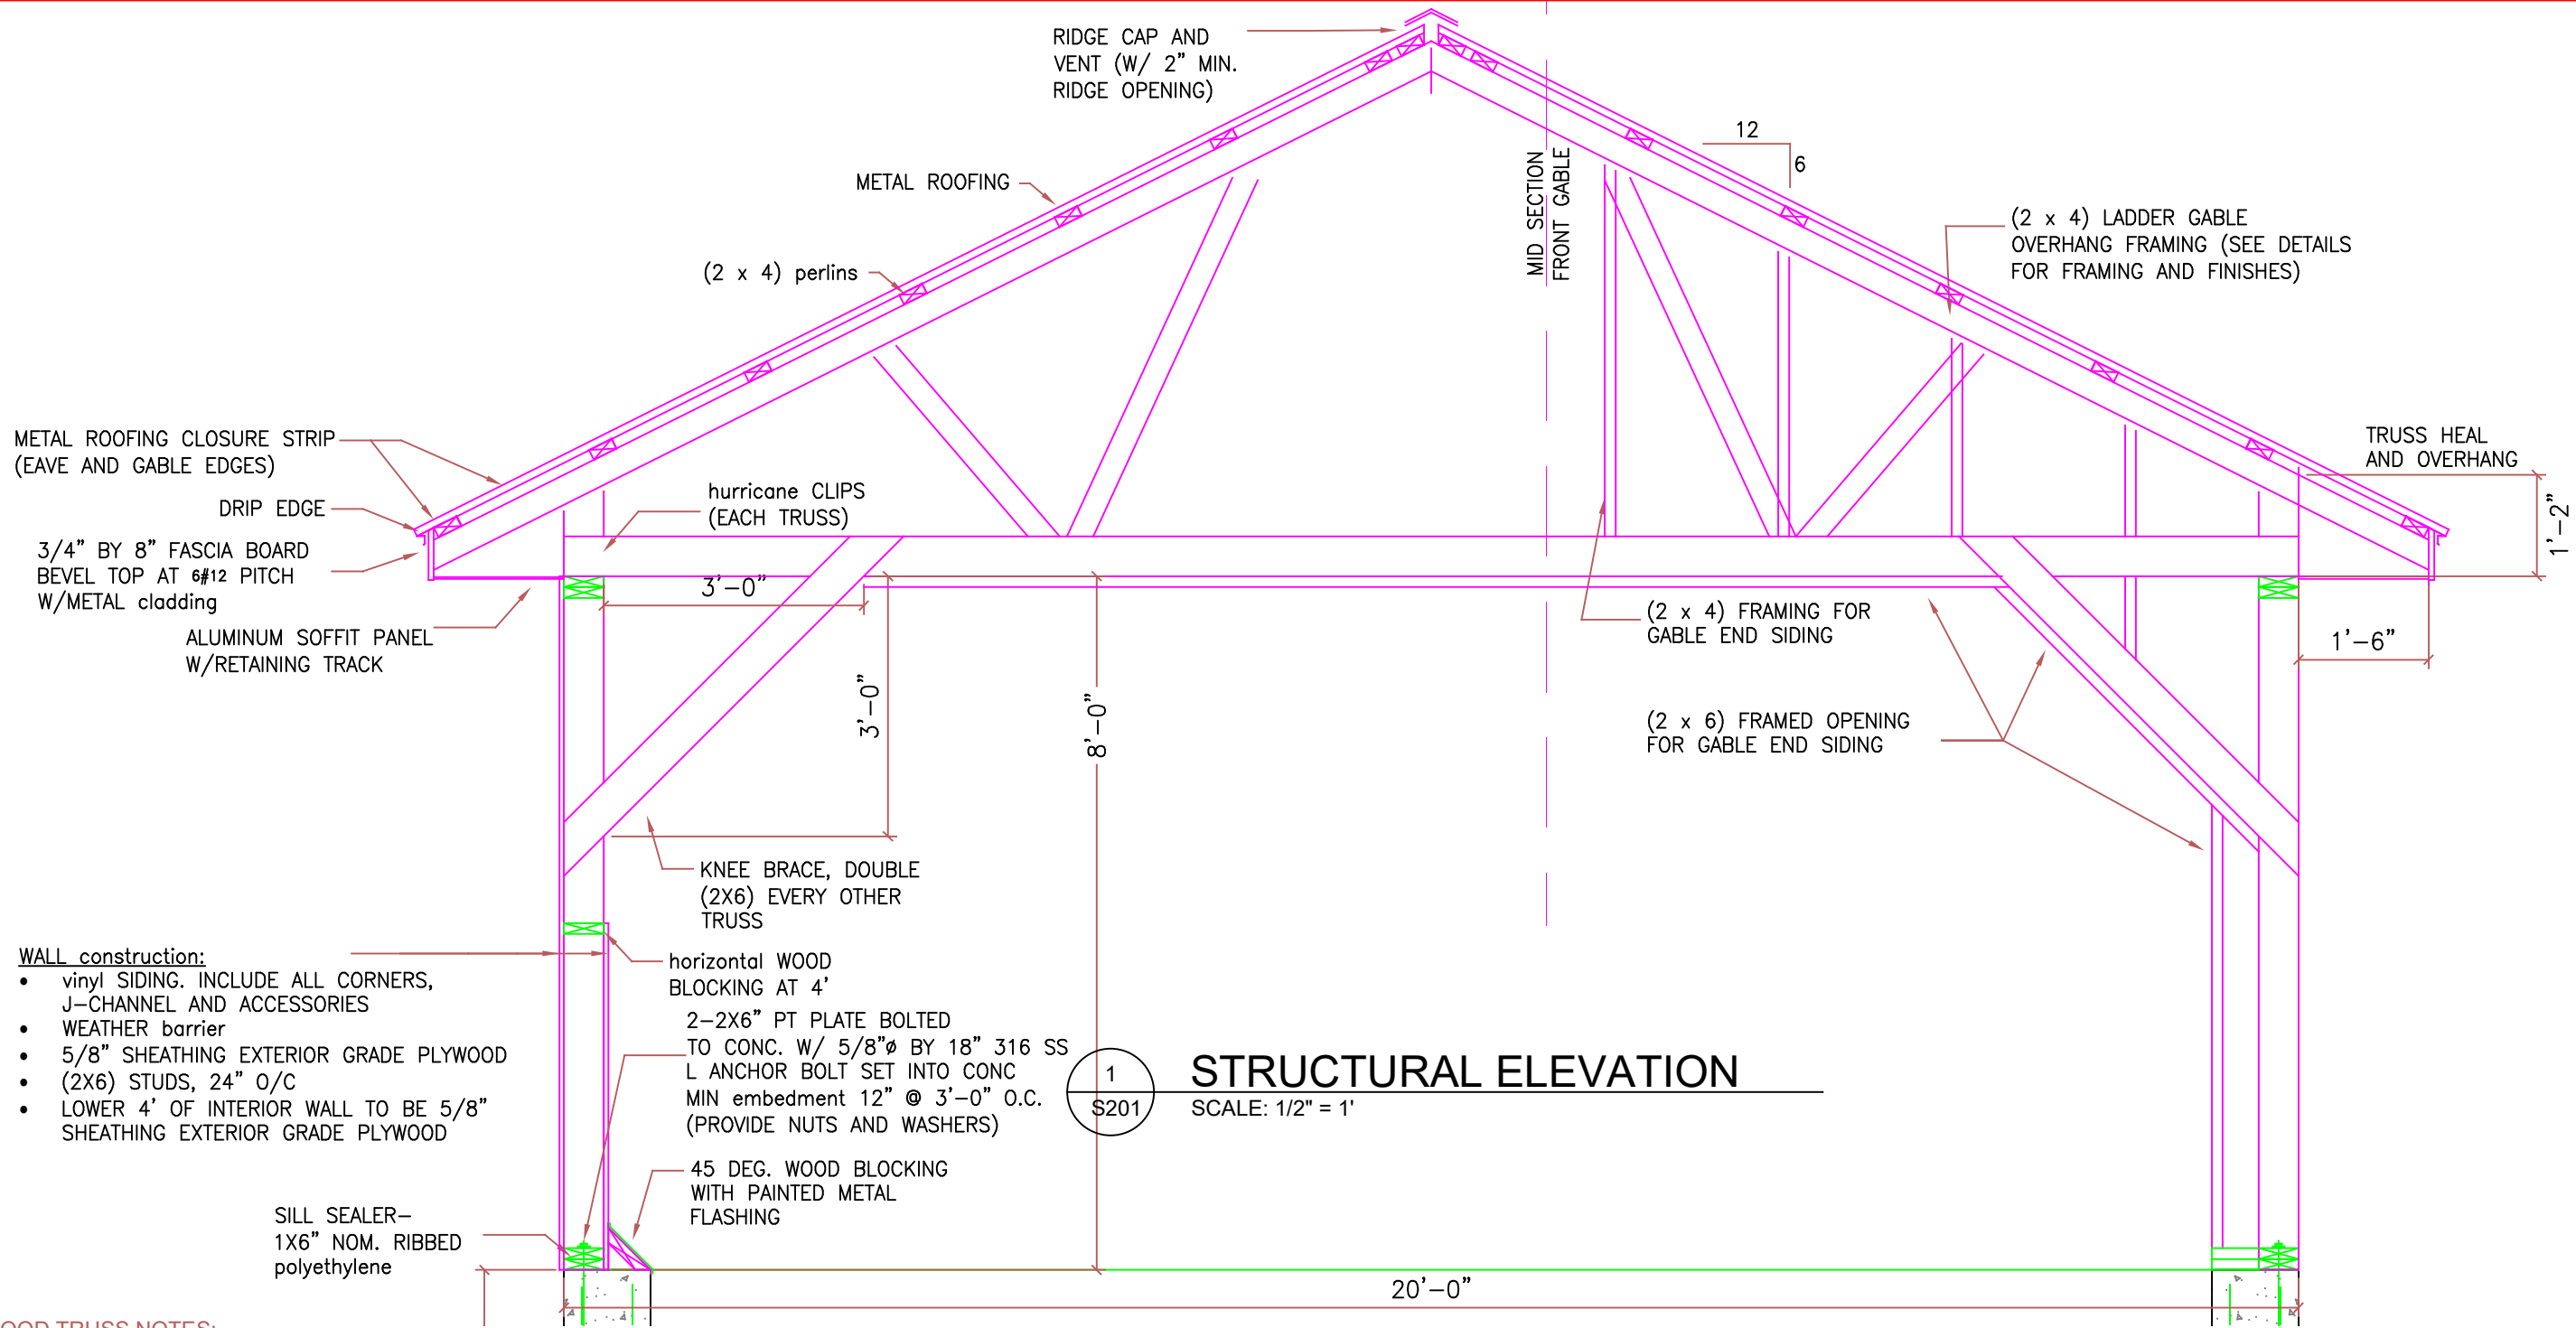 RIDGE CAP AND
VENT (W/ 2" MIN.
RIDGE OPENING)
12
6
METAL ROOFING
MID SECTION
FRONT GABLE
(2 x 4) LADDER GABLE
OVERHANG FRAMING (SEE DETAILS
FOR FRAMING AND FINISHES)
(2 x 4) perlins
METAL ROOFING CLOSURE STRIP
(EAVE AND GABLE EDGES)
TRUSS HEAL
AND OVERHANG
DRIP EDGE
hurricane CLIPS
(EACH TRUSS)
1'-2"
3/4" BY 8" FASCIA BOARD
BEVEL TOP AT 6#12 PITCH
W/METAL cladding
3'-0"
ALUMINUM SOFFIT PANEL
W/RETAINING TRACK
(2 x 4) FRAMING FOR
GABLE END SIDING
1'-6"
3'-0"
8'-0"
(2 x 6) FRAMED OPENING
FOR GABLE END SIDING
KNEE BRACE, DOUBLE
(2X6) EVERY OTHER
TRUSS
WALL construction:
• vinyl SIDING. INCLUDE ALL CORNERS,
J-CHANNEL AND ACCESSORIES
• WEATHER barrier
• 5/8" SHEATHING EXTERIOR GRADE PLYWOOD
• (2X6) STUDS, 24" O/C
• LOWER 4' OF INTERIOR WALL TO BE 5/8"
SHEATHING EXTERIOR GRADE PLYWOOD
horizontal WOOD
BLOCKING AT 4'
2-2X6" PT PLATE BOLTED
TO CONC. W/ 5/8"ø BY 18" 316 SS
L ANCHOR BOLT SET INTO CONC
MIN embedment 12" @ 3'-0" O.C.
(PROVIDE NUTS AND WASHERS)
1
S201
STRUCTURAL ELEVATION
SCALE: 1/2" = 1'
45 DEG. WOOD BLOCKING
WITH PAINTED METAL
FLASHING
SILL SEALER-
1X6" NOM. RIBBED
polyethylene
20'-0"
OOD TRUSS NOTES: